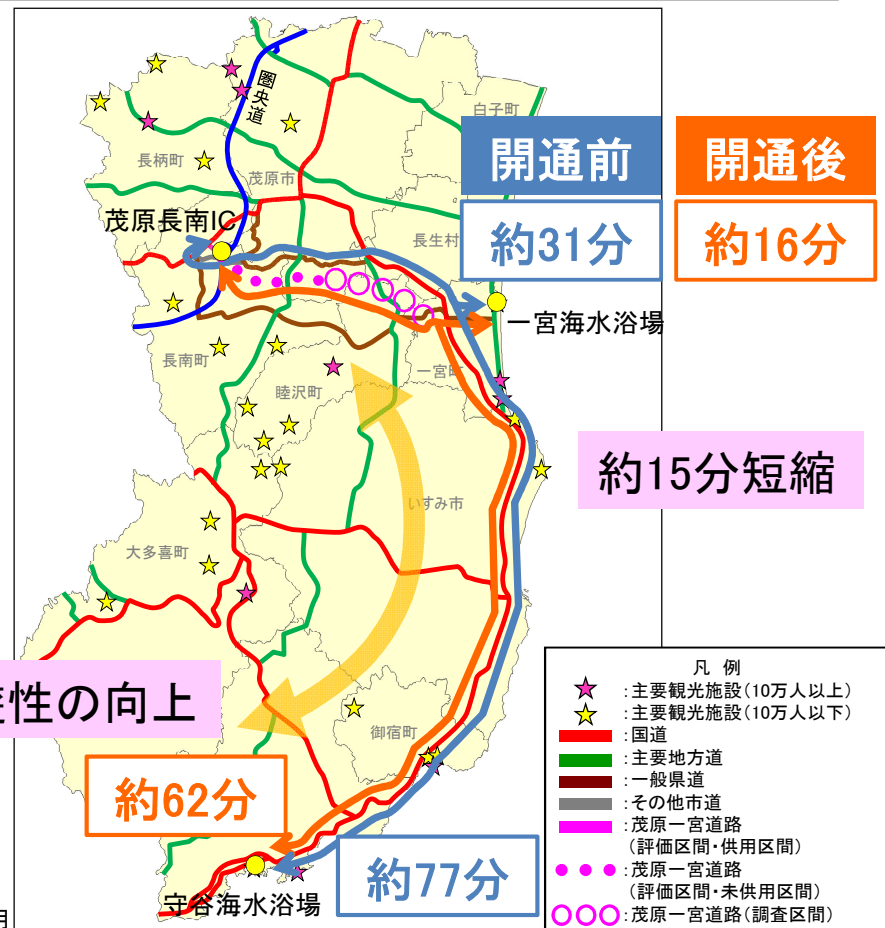 圏央道
白子町
開通前
開通後
長柄町
茂原市
茂原長南IC
長生村
約31分
約16分
一宮海水浴場
長南町
一宮町
睦沢町
約15分短縮
いすみ市
大多喜町
性の向上
御宿町
約62分
約77分
守谷海水浴場
凡 例
:主要観光施設(10万人以上)
:主要観光施設(10万人以下)
:国道
:主要地方道
:一般県道
:その他市道
:茂原一宮道路
(評価区間・供用区間)
:茂原一宮道路
(評価区間・未供用区間)
:茂原一宮道路(調査区間)